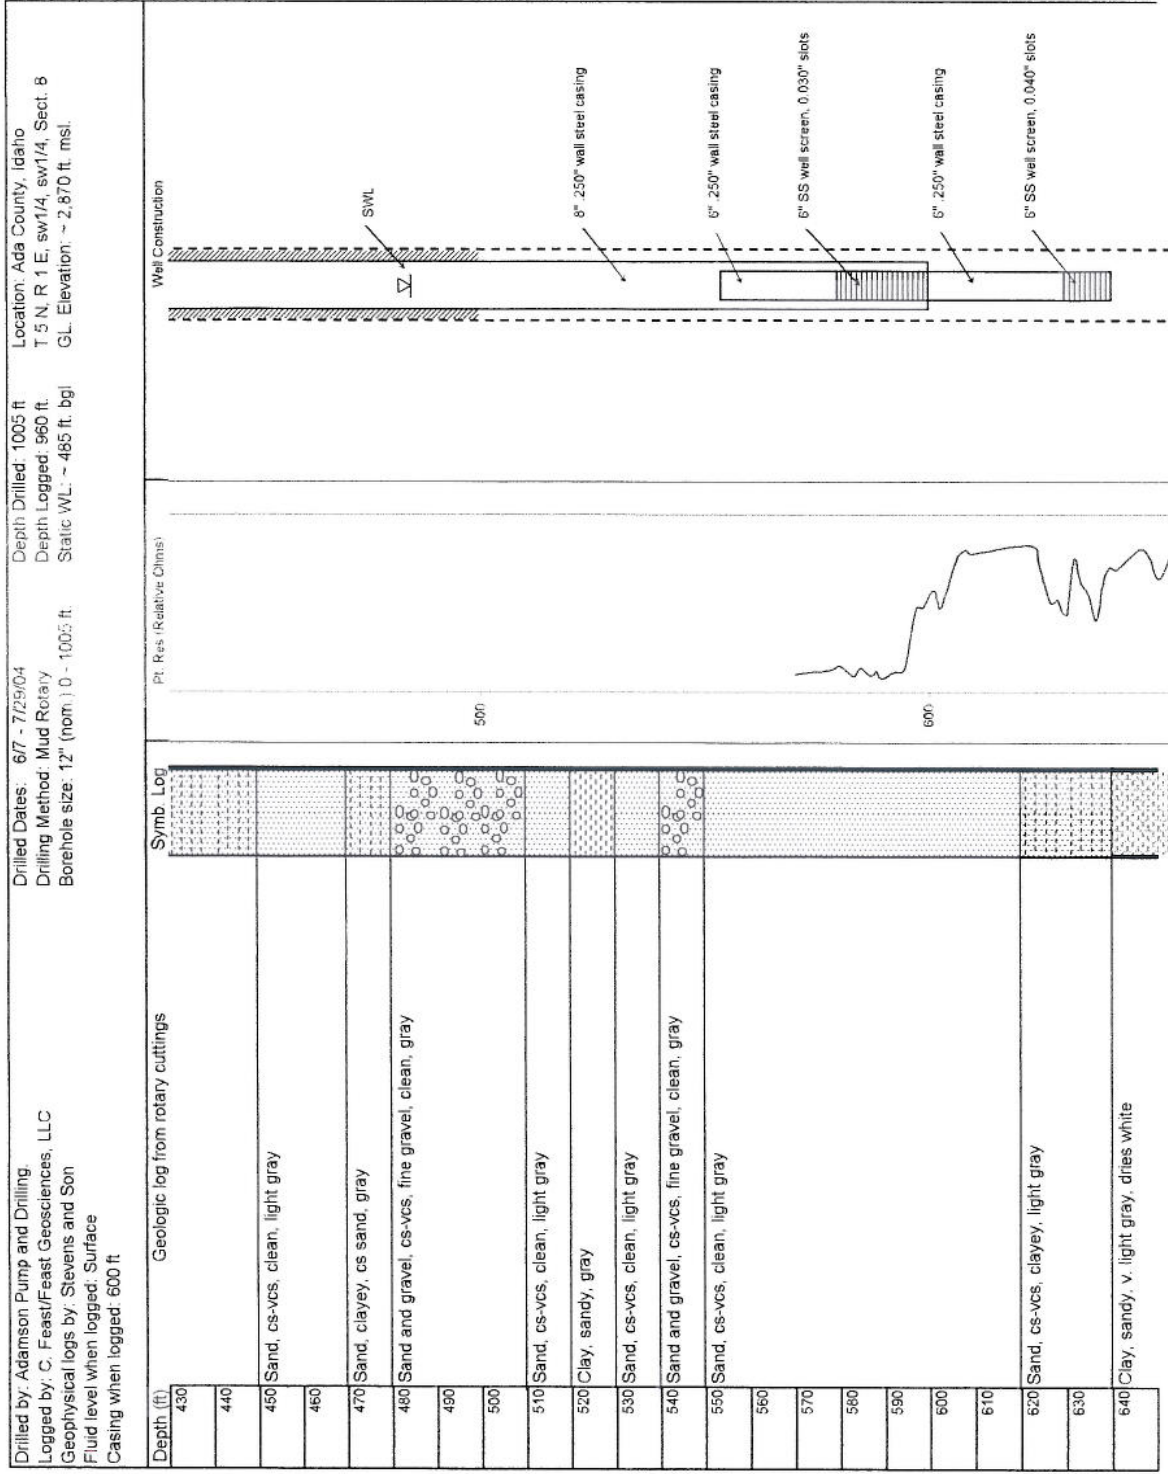 Drilled by: Adamson Pump and Drilling.
Logged by: C. Feast/Feast Geosciences, LLC
Geophysical logs by: Stevens and Son
Fluid level when logged: Surface
Casing when logged: 600 ft
Drilled Dates: 6/7 - 7/29/04
Drilling Method: Mud Rotary
Borehole size: 12" (nom.) 0 - 1005 ft.
Depth Drilled: 1005 ft
Depth Logged: 960 ft.
Static WL: ~ 485 ft. bgl
Location: Ada County, Idaho
T 5 N, R 1 E, sw1/4, sw1/4, Sect. 8
GL. Elevation: ~ 2,870 ft. msl.
Depth (ft)
Geologic log from rotary cuttings
Symb. Log
Pt. Res (Relative Ohms)
Well Construction
430
440
450 Sand, cs-vcs, clean, light gray
460
470 Sand, clayey, cs sand, gray
480 Sand and gravel, cs-vcs, fine gravel, clean, gray
490
500
510 Sand, cs-vcs, clean, light gray
520 Clay, sandy, gray
530 Sand, cs-vcs, clean, light gray
540 Sand and gravel, cs-vcs, fine gravel, clean, gray
550 Sand, cs-vcs, clean, light gray
560
570
580
590
600
610
620 Sand, cs-vcs, clayey, light gray
630
640 Clay, sandy, v. light gray, dries white
500
600
SWL
8" .250" wall steel casing
6" .250" wall steel casing
6" SS well screen, 0.030" slots
6" .250" wall steel casing
6" SS well screen, 0.040" slots